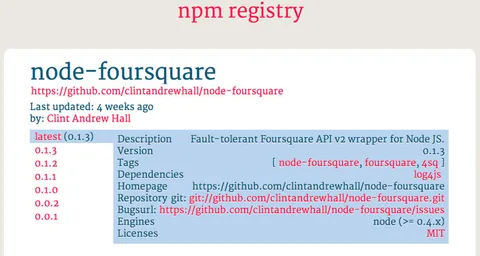 npm registry
node-foursquare
https://github.com/clintandrewhall/node-foursquare
Last updated: 4 weeks ago
by: Clint Andrew Hall
latest (0.1.3)
0.1.3
0.1.2
0.1.1
0.1.0
0.0.2
0.0.1
Description Fault-tolerant Foursquare API v2 wrapper for Node JS.
Version 0.1.3
Tags [ node-foursquare, foursquare, 4sq ]
Dependencies log4js
Homepage https://github.com/clintandrewhall/node-foursquare
Repository git: git://github.com/clintandrewhall/node-foursquare.git
Bugsurl: https://github.com/clintandrewhall/node-foursquare/issues
Engines node (>= 0.4.x)
Licenses MIT